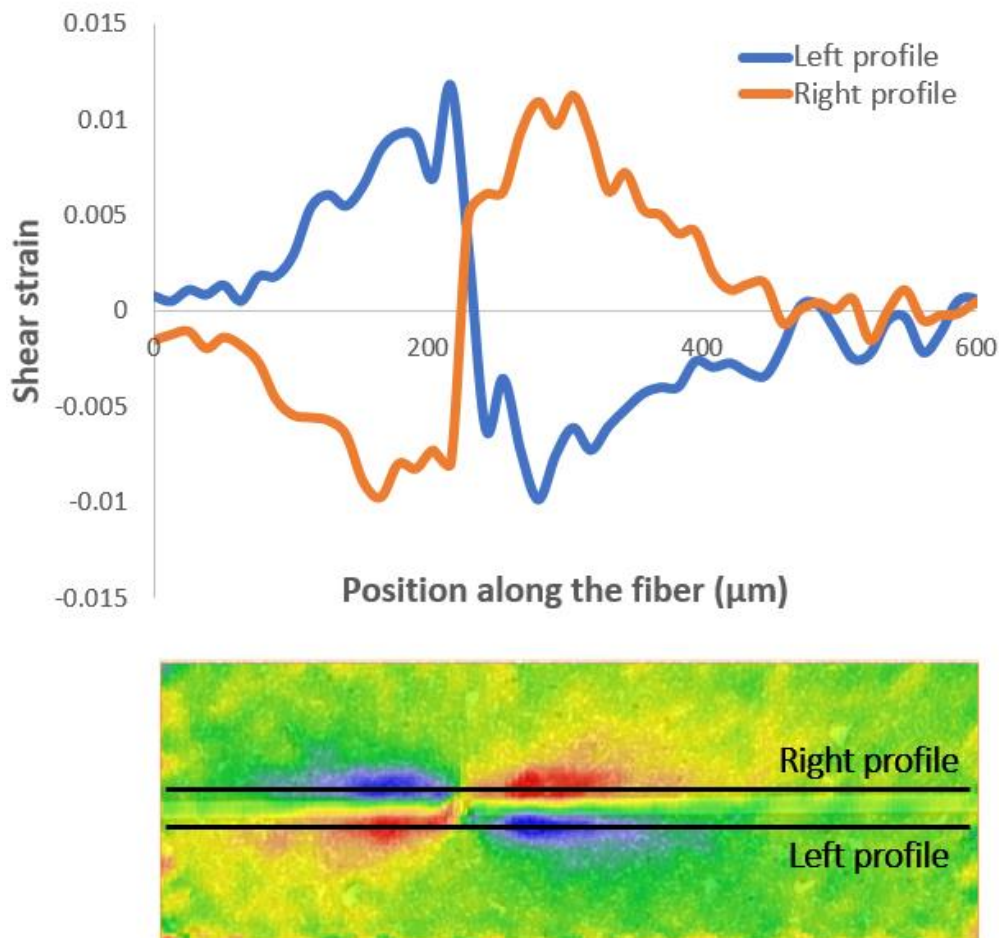 0.015
Left profile
Right profile
0.01
0.005
0
0
200
400
600
-0.005
-0.01
-0.015
Shear strain
Position along the fiber (µm)
Right profile
Left profile